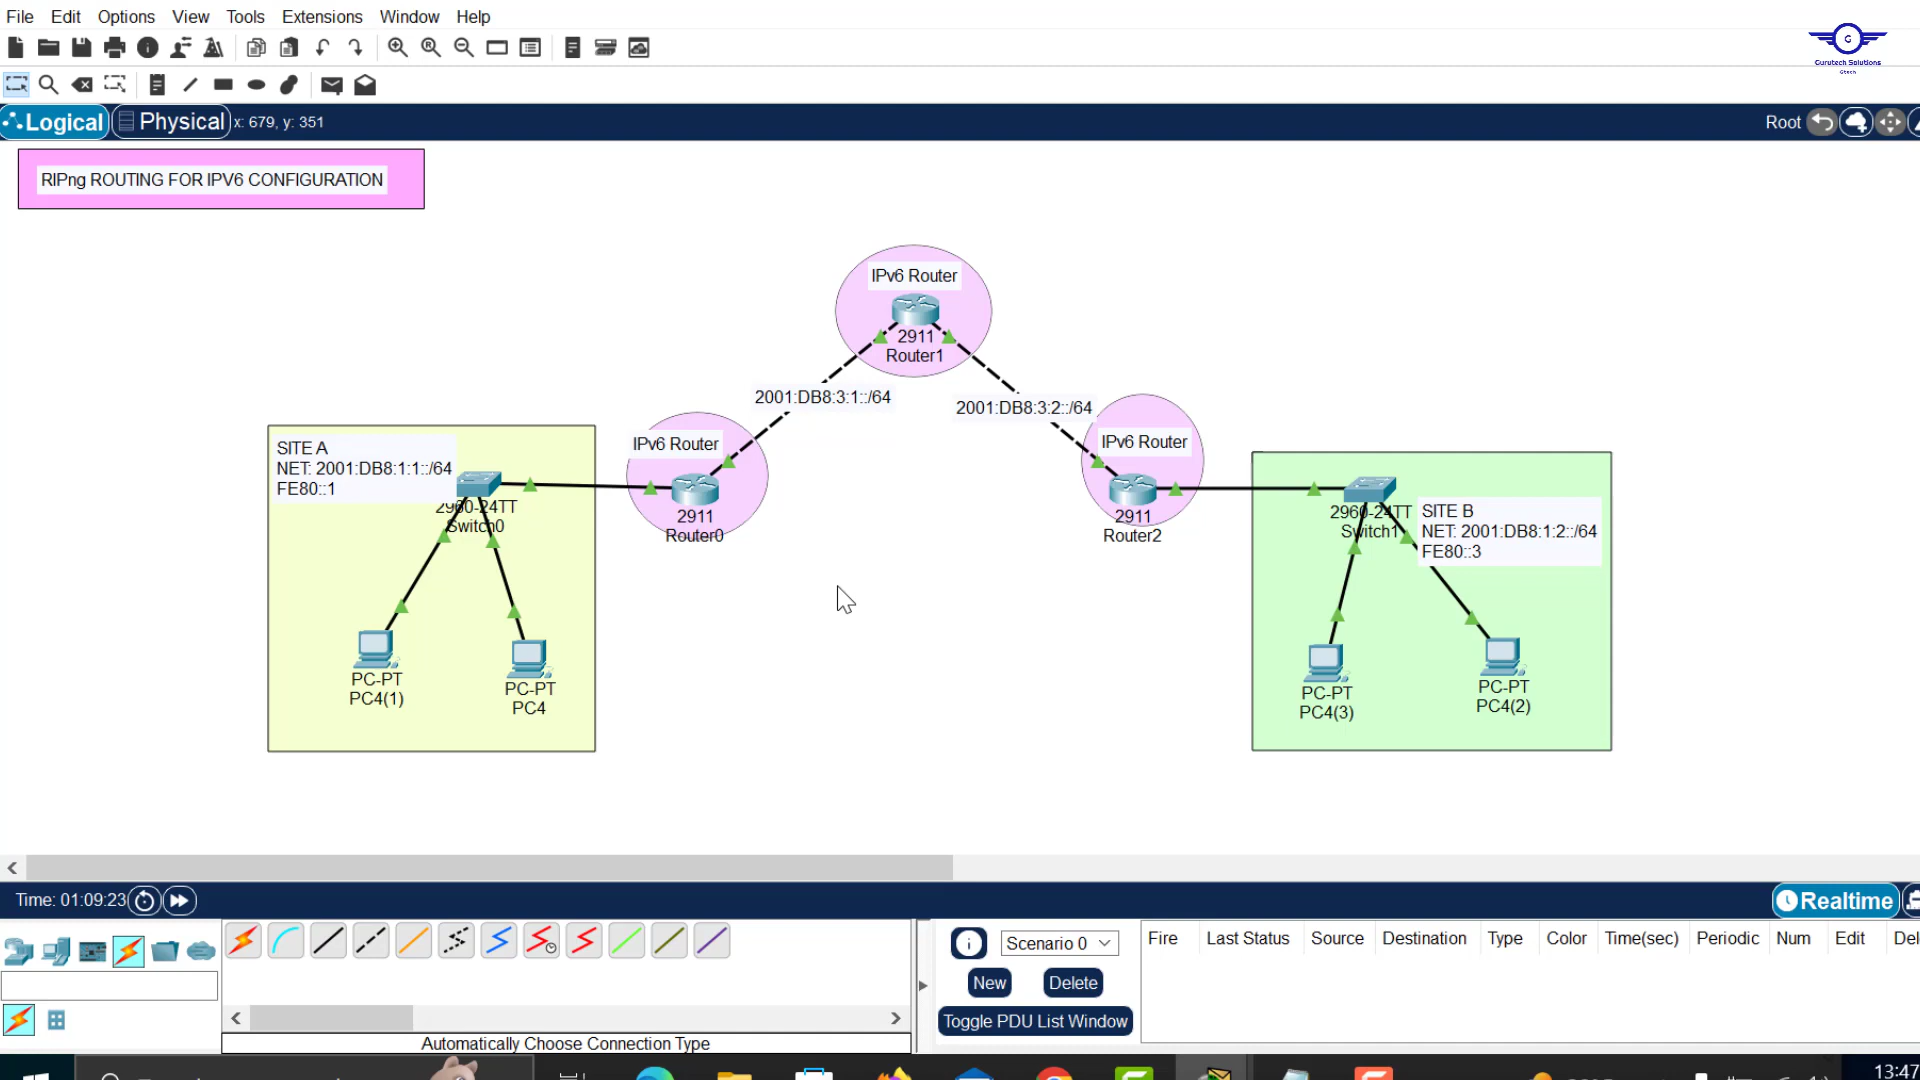 File Edit Options View Tools Extensions Window Help
Gurutech Solutions
Gtech
Logical Physical x: 679, y: 351
Root
RIPng ROUTING FOR IPV6 CONFIGURATION
IPv6 Router
2911
Router1
2001:DB8:3:1::/64
2001:DB8:3:2::/64
SITE A
NET: 2001:DB8:1:1::/64
FE80::1
2960-24TT
Switch0
IPv6 Router
2911
Router0
IPv6 Router
2911
Router2
2960-24TT
Switch1
SITE B
NET: 2001:DB8:1:2::/64
FE80::3
PC-PT
PC4(1)
PC-PT
PC4
PC-PT
PC4(3)
PC-PT
PC4(2)
Time: 01:09:23
Realtime
Scenario 0
New Delete
Toggle PDU List Window
Fire Last Status Source Destination Type Color Time(sec) Periodic Num Edit Del
Automatically Choose Connection Type
13:47